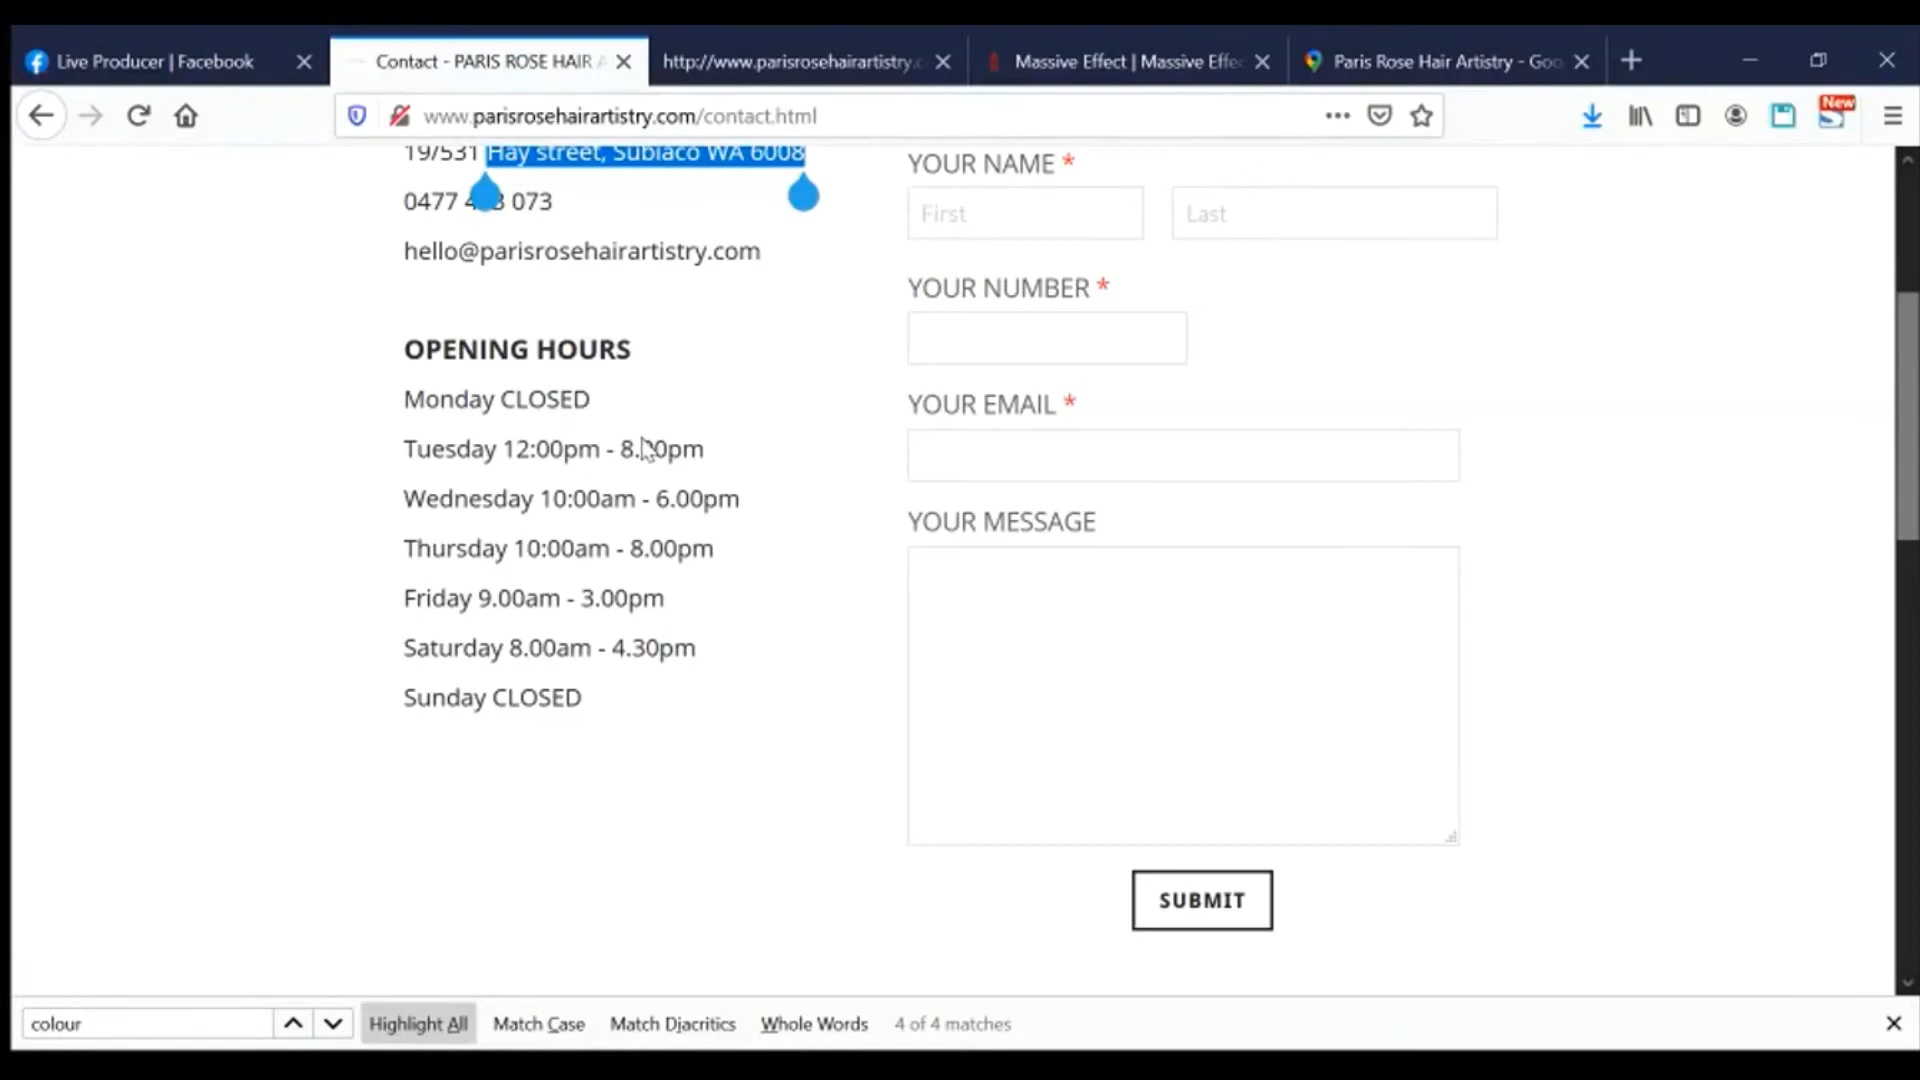 Live Producer | Facebook
Contact - PARIS ROSE HAIR A
http://www.parisrosehairartistry.c
Massive Effect | Massive Effec
Paris Rose Hair Artistry - Goo
www.parisrosehairartistry.com/contact.html
New
19/531 Hay street, Subiaco WA 6008
0477 073
hello@parisrosehairartistry.com
OPENING HOURS
Monday CLOSED
Tuesday 12:00pm -
Wednesday 10:00am - 6.00pm
Thursday 10:00am - 8.00pm
Friday 9.00am - 3.00pm
Saturday 8.00am - 4.30pm
Sunday CLOSED
YOUR NAME *
First
Last
YOUR NUMBER *
YOUR EMAIL *
YOUR MESSAGE
SUBMIT
colour
Highlight All
Match Case
Match Diacritics
Whole Words
4 of 4 matches